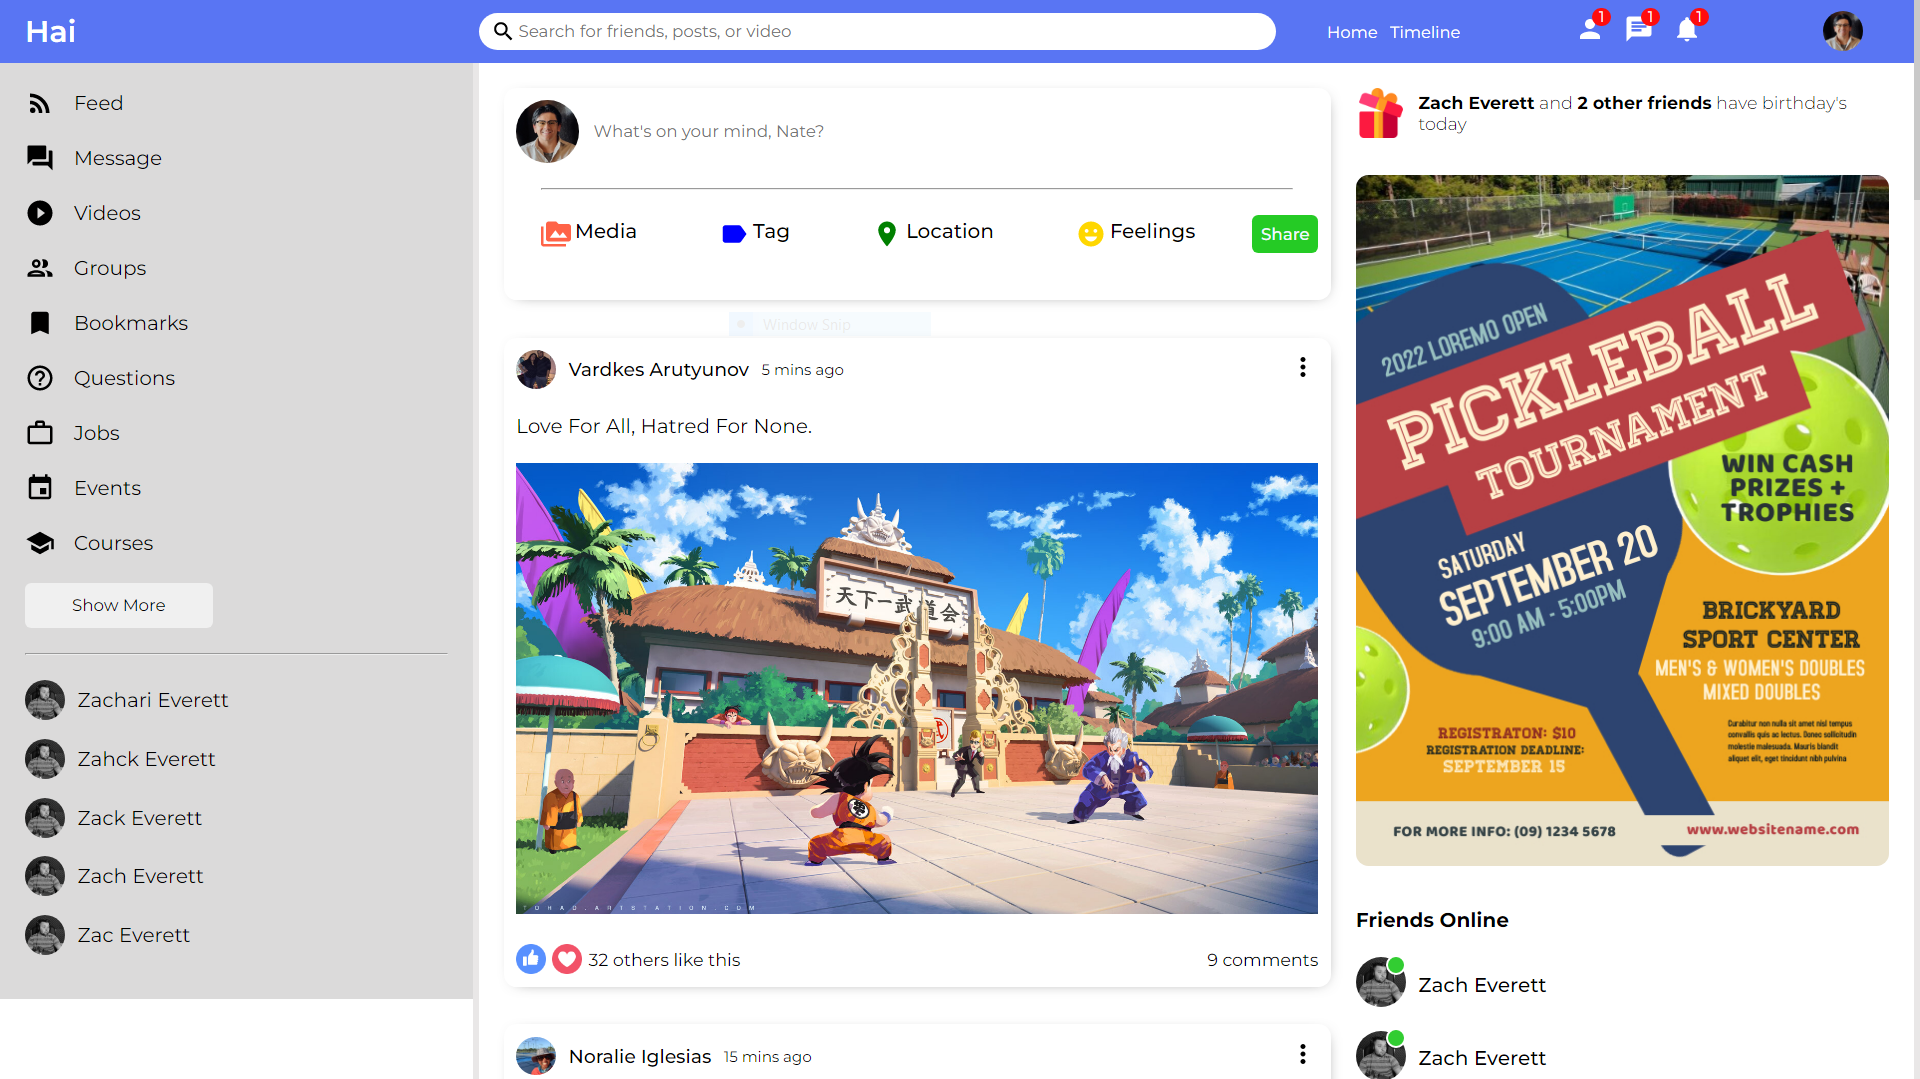 Hai
Search for friends, posts, or video
Home
Timeline
1
1
1
Feed
Message
Videos
Groups
Bookmarks
Questions
Jobs
Events
Courses
Show More
Zachari Everett
Zahck Everett
Zack Everett
Zach Everett
Zac Everett
What's on your mind, Nate?
Media
Tag
Location
Feelings
Share
Window Snip
Vardkes Arutyunov 5 mins ago
Love For All, Hatred For None.
天下一武道会
武
TOHAD.ARTSTATION.COM
32 others like this
9 comments
Noralie Iglesias 15 mins ago
Zach Everett and 2 other friends have birthday's
today
2022 LOREMO OPEN
PICKLEBALL
TOURNAMENT
WIN CASH
PRIZES +
TROPHIES
SATURDAY
SEPTEMBER 20
9:00 AM - 5:00PM
BRICKYARD
SPORT CENTER
MEN'S & WOMEN'S DOUBLES
MIXED DOUBLES
REGISTRATON: $10
REGISTRATION DEADLINE:
SEPTEMBER 15
Curabitur non nulla sit amet nisl tempus
convallis quis ac lectus. Donec sollicitudin
molestie malesuada. Mauris blandit
aliquet elit, eget tincidunt nibh pulvina
FOR MORE INFO: (09) 1234 5678
www.websitename.com
Friends Online
Zach Everett
Zach Everett